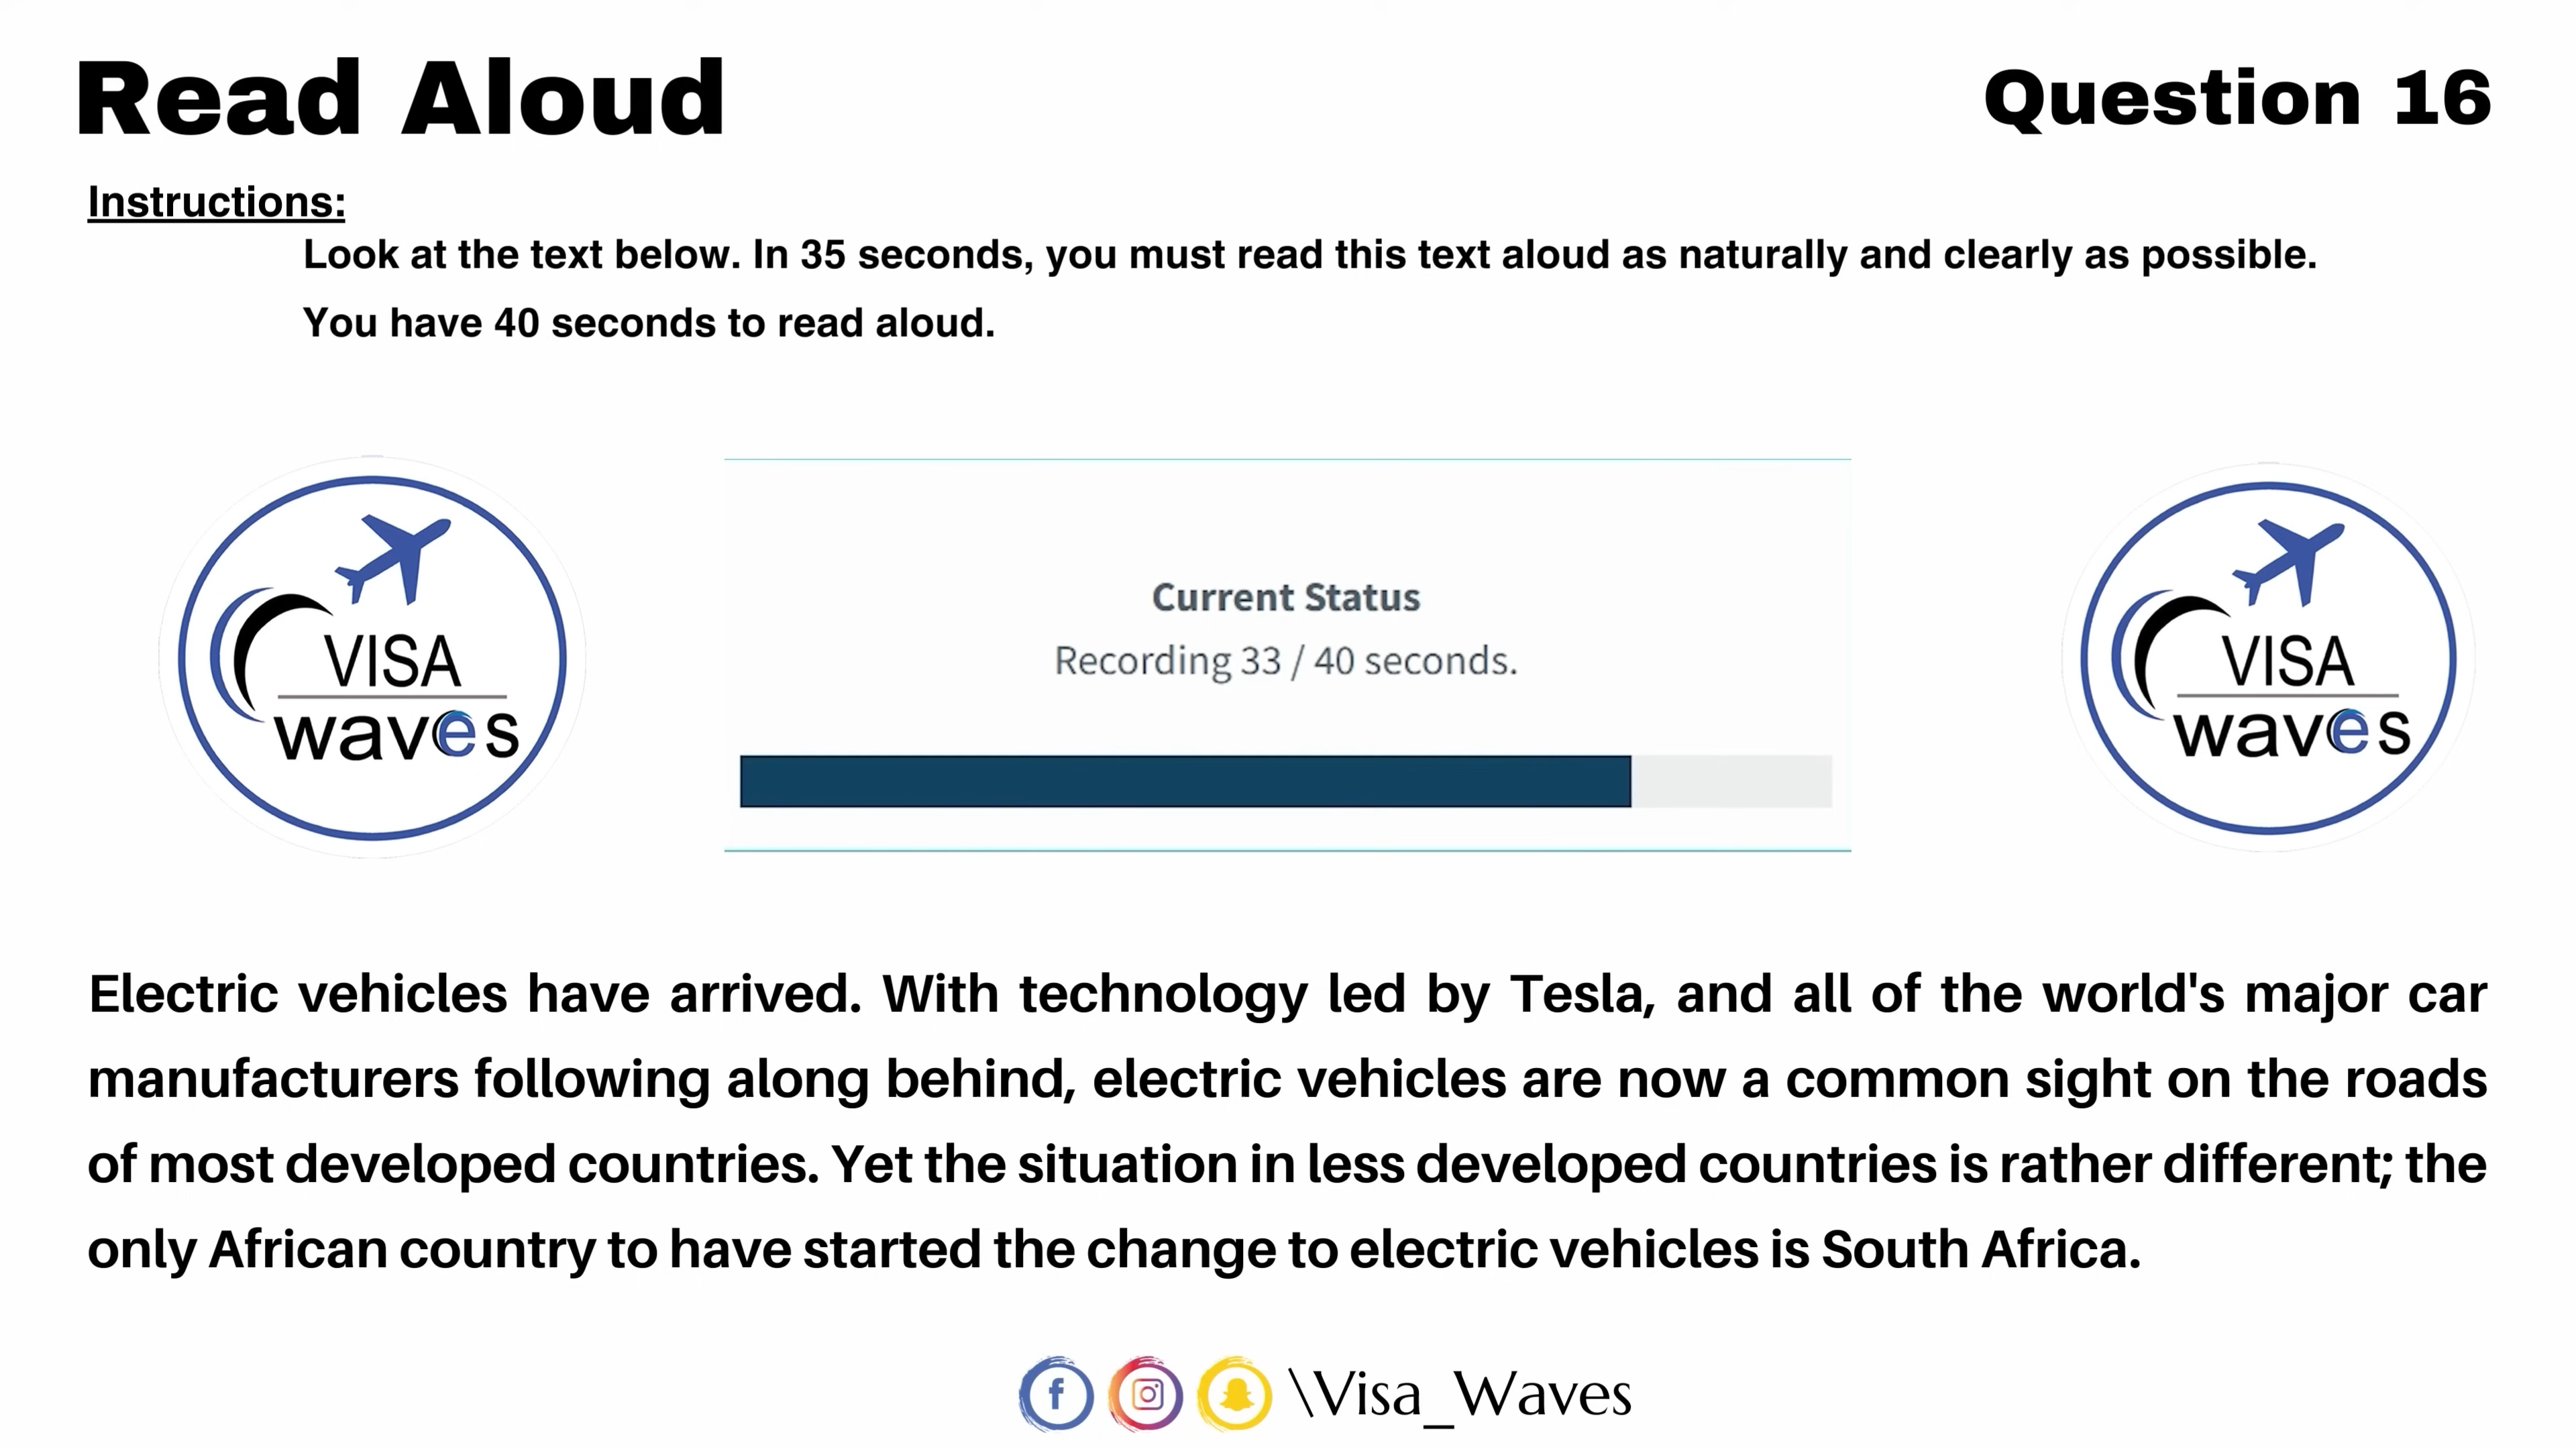 Read Aloud
Question 16
Instructions:
Look at the text below. In 35 seconds, you must read this text aloud as naturally and clearly as possible.
You have 40 seconds to read aloud.
VISA
waves
Current Status
Recording 33 / 40 seconds.
VISA
waves
Electric vehicles have arrived. With technology led by Tesla, and all of the world's major car
manufacturers following along behind, electric vehicles are now a common sight on the roads
of most developed countries. Yet the situation in less developed countries is rather different; the
only African country to have started the change to electric vehicles is South Africa.
\Visa_Waves